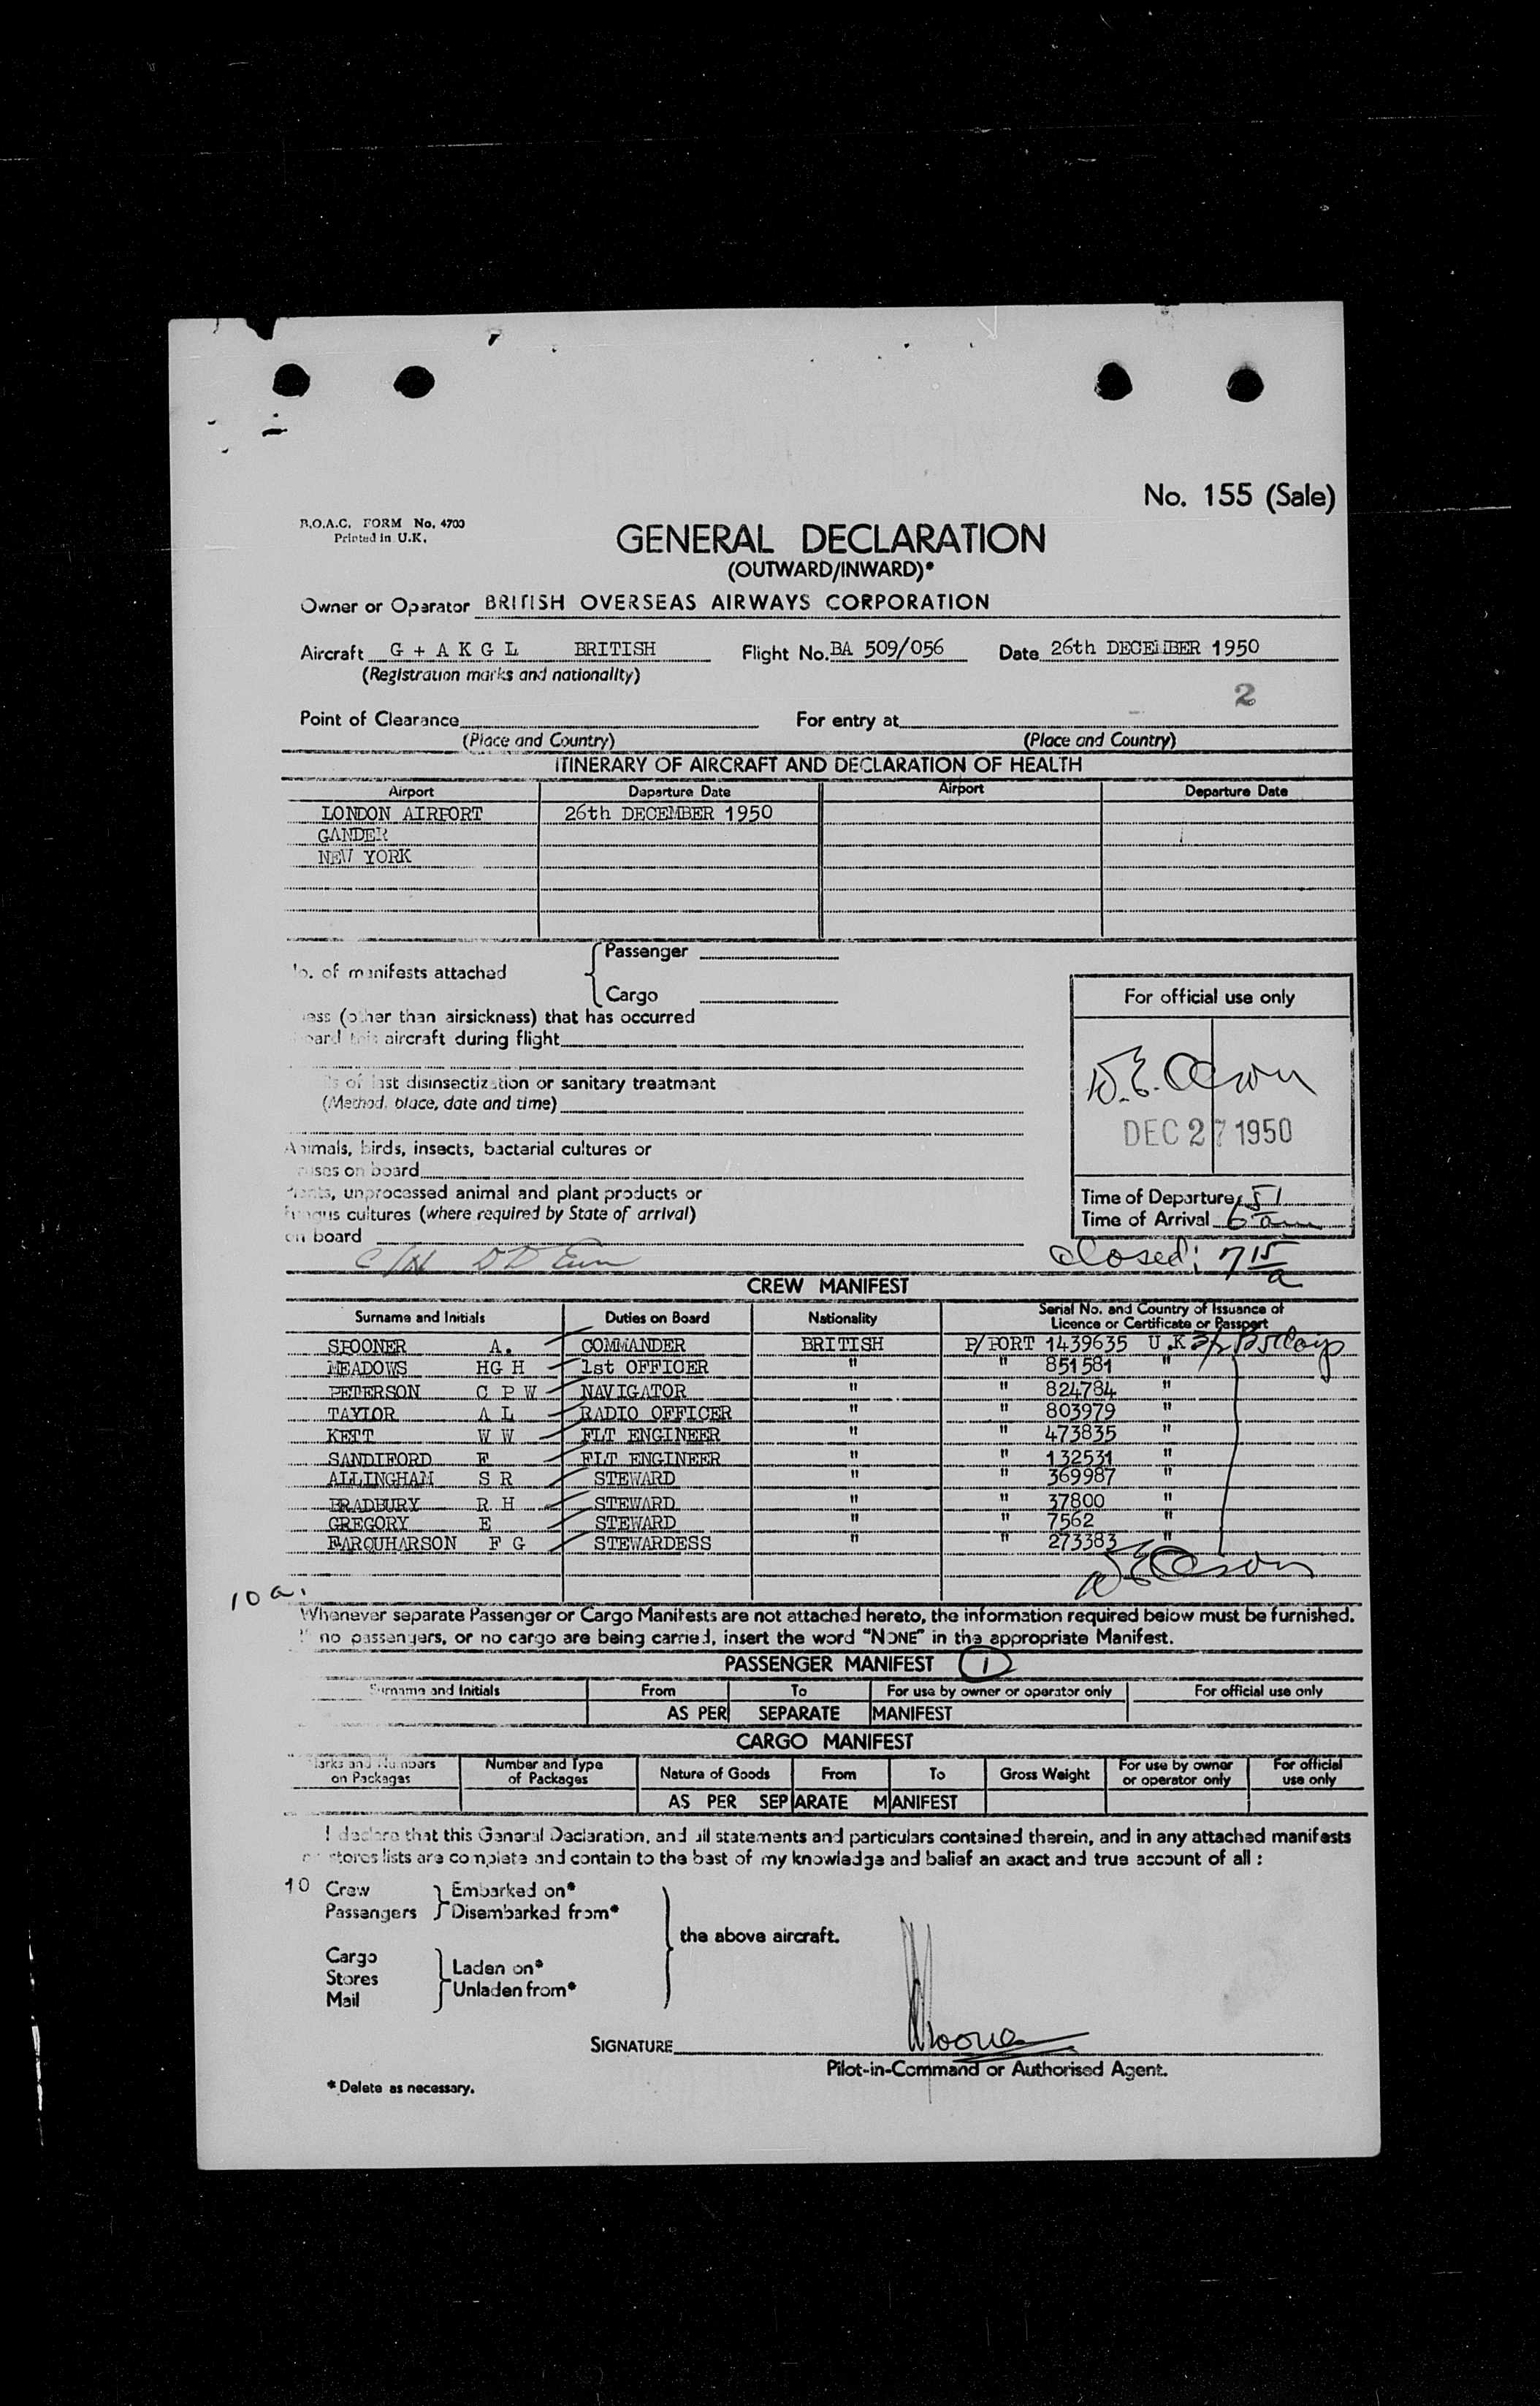 No. 155 (Sale)
B.O.A.C. FORM No. 4700
Printed in U.K.
GENERAL DECLARATION
(OUTWARD/INWARD)*
Owner or Operator BRITISH OVERSEAS AIRWAYS CORPORATION
Aircraft G + A K G L BRITISH Flight No. BA 509/056 Date 26th DECEMBER 1950
(Registration marks and nationality)
2
Point of Clearance For entry at
(Place and Country) (Place and Country)
ITINERARY OF AIRCRAFT AND DECLARATION OF HEALTH
Airport Departure Date Airport Departure Date
LONDON AIRPORT 26th DECEMBER 1950
GANDER
NEW YORK
Passenger
No. of manifests attached
Cargo
For official use only
ess (other than airsickness) that has occurred
oard this aircraft during flight
ls of last disinsectization or sanitary treatment
(Method, place, date and time)
D.E. Olson
DEC 27 1950
Animals, birds, insects, bacterial cultures or
ruses on board
Plants, unprocessed animal and plant products or
fungus cultures (where required by State of arrival)
on board
Time of Departure
Time of Arrival 6 am
closed: 7 15 a
CREW MANIFEST
Surname and Initials Duties on Board Nationality Serial No. and Country of Issuance of Licence or Certificate or Passport
SPOONER A. COMMANDER BRITISH P/PORT 1439635 U.K
MEADOWS HG H 1st OFFICER " " 851581 "
PETERSON C P W NAVIGATOR " " 824784 "
TAYLOR A L RADIO OFFICER " " 803979 "
KETT W W FLT ENGINEER " " 473835 "
SANDIFORD F FLT ENGINEER " " 132531 "
ALLINGHAM S R STEWARD " " 369987 "
BRADBURY R H STEWARD " " 37800 "
GREGORY E STEWARD " " 7562 "
FARQUHARSON F G STEWARDESS " " 273383 "
D E Olson
10 a.
Whenever separate Passenger or Cargo Manifests are not attached hereto, the information required below must be furnished.
If no passengers, or no cargo are being carried, insert the word "NONE" in the appropriate Manifest.
PASSENGER MANIFEST 1
Surname and Initials From To For use by owner or operator only For official use only
AS PER SEPARATE MANIFEST
CARGO MANIFEST
Marks and Numbers on Packages Number and Type of Packages Nature of Goods From To Gross Weight For use by owner or operator only For official use only
AS PER SEPARATE MANIFEST
I declare that this General Declaration, and all statements and particulars contained therein, and in any attached manifests
or stores lists are complete and contain to the best of my knowledge and belief an exact and true account of all :
10 Crew Embarked on*
Passengers Disembarked from*
the above aircraft.
Cargo
Stores Laden on*
Mail Unladen from*
SIGNATURE Spooner
Pilot-in-Command or Authorised Agent.
* Delete as necessary.